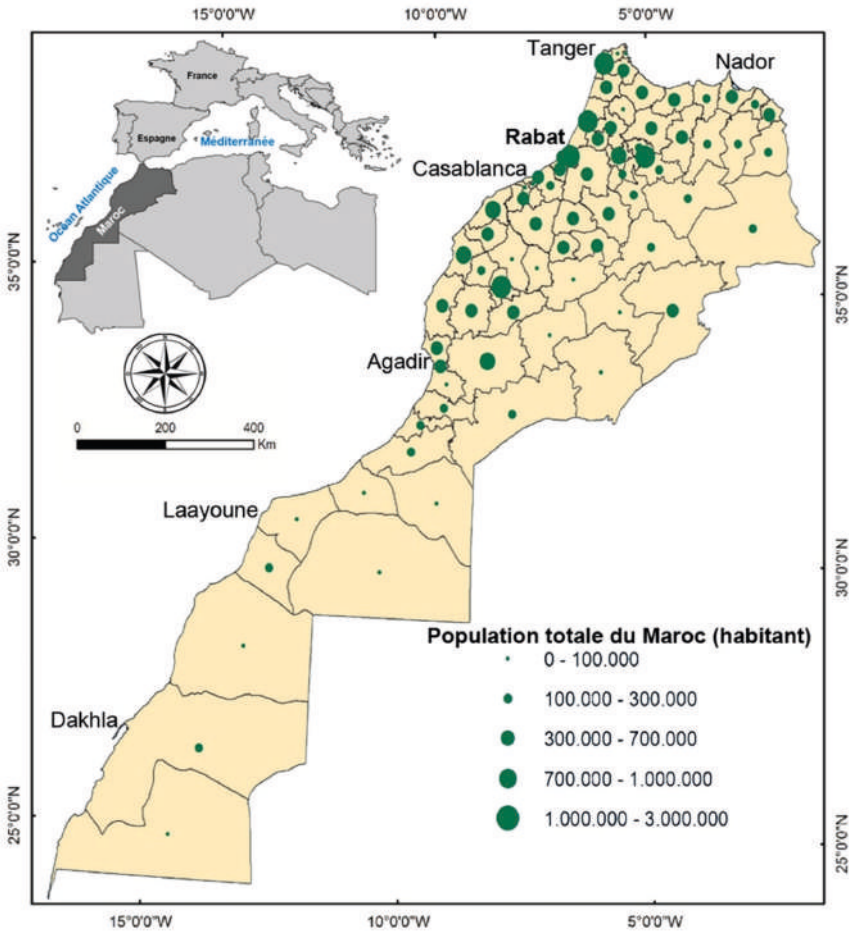 15°0'0"W
10°0'0"W
5°0'0"W
France
Espagne
Méditerranée
Océan Atlantique
Maroc
Tanger
Nador
Rabat
Casablanca
35°0'0"N
35°0'0"N
Agadir
0
200
400
Km
Laayoune
30°0'0"N
30°0'0"N
Population totale du Maroc (habitant)
0 - 100.000
100.000 - 300.000
300.000 - 700.000
700.000 - 1.000.000
1.000.000 - 3.000.000
Dakhla
25°0'0"N
25°0'0"N
15°0'0"W
10°0'0"W
5°0'0"W